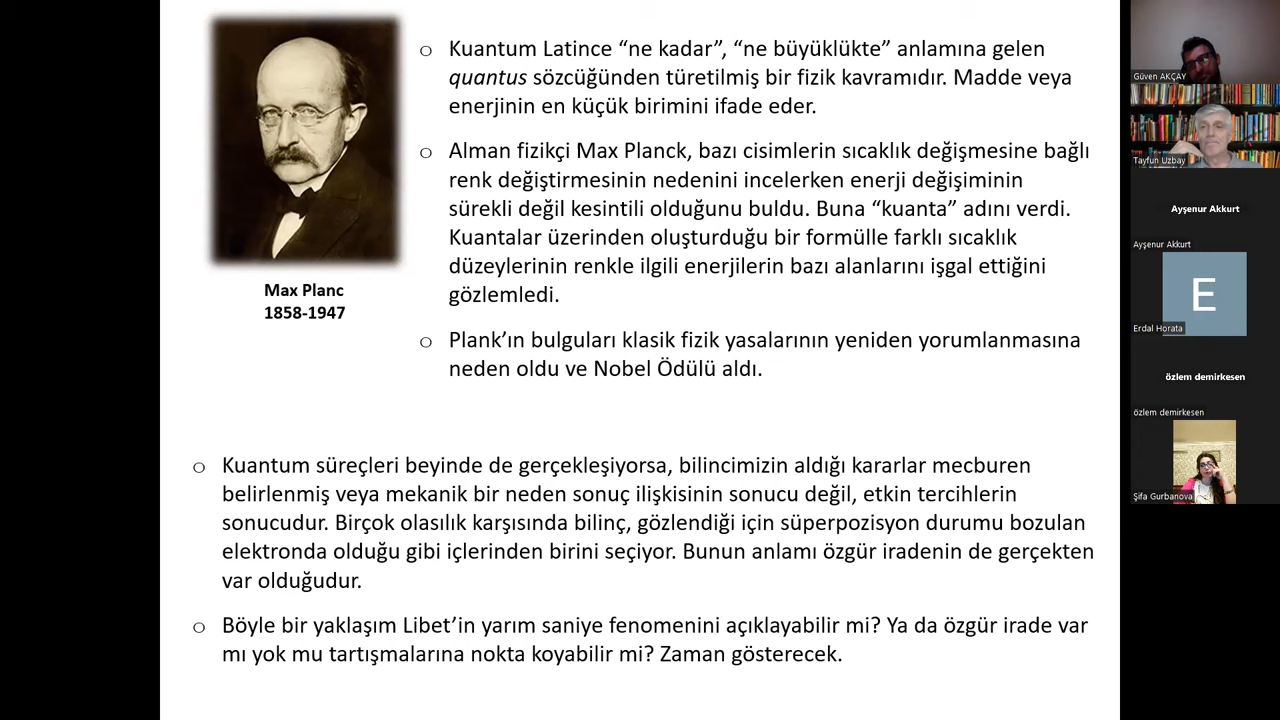 o Kuantum Latince “ne kadar”, “ne büyüklükte” anlamına gelen
quantus sözcüğünden türetilmiş bir fizik kavramıdır. Madde veya
enerjinin en küçük birimini ifade eder.
o Alman fizikçi Max Planck, bazı cisimlerin sıcaklık değişmesine bağlı
renk değiştirmesinin nedenini incelerken enerji değişiminin
sürekli değil kesintili olduğunu buldu. Buna “kuanta” adını verdi.
Kuantalar üzerinden oluşturduğu bir formülle farklı sıcaklık
düzeylerinin renkle ilgili enerjilerin bazı alanlarını işgal ettiğini
gözlemledi.
Max Planc
1858-1947
o Plank’ın bulguları klasik fizik yasalarının yeniden yorumlanmasına
neden oldu ve Nobel Ödülü aldı.
o Kuantum süreçleri beyinde de gerçekleşiyorsa, bilincimizin aldığı kararlar mecburen
belirlenmiş veya mekanik bir neden sonuç ilişkisinin sonucu değil, etkin tercihlerin
sonucudur. Birçok olasılık karşısında bilinç, gözlendiği için süperpozisyon durumu bozulan
elektronda olduğu gibi içlerinden birini seçiyor. Bunun anlamı özgür iradenin de gerçekten
var olduğudur.
o Böyle bir yaklaşım Libet’in yarım saniye fenomenini açıklayabilir mi? Ya da özgür irade var
mı yok mu tartışmalarına nokta koyabilir mi? Zaman gösterecek.
Güven AKÇAY
Tayfun Uzbay
Ayşenur Akkurt
Ayşenur Akkurt
E
Erdal Horata
özlem demirkesen
özlem demirkesen
Şifa Gurbanova